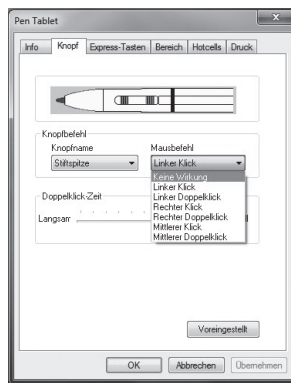 Pen Tablet
Info Knopf Express-Tasten Bereich Hotcells Druck
Knopfbefehl
Knopfname Mausbefehl
Stiftspitze Linker Klick
Keine Wirkung
Linker Klick
Linker Doppelklick
Rechter Klick
Rechter Doppelklick
Mittlerer Klick
Mittlerer Doppelklick
Doppelklick-Zeit
Langsam
Voreingestellt
OK Abbrechen Übernehmen